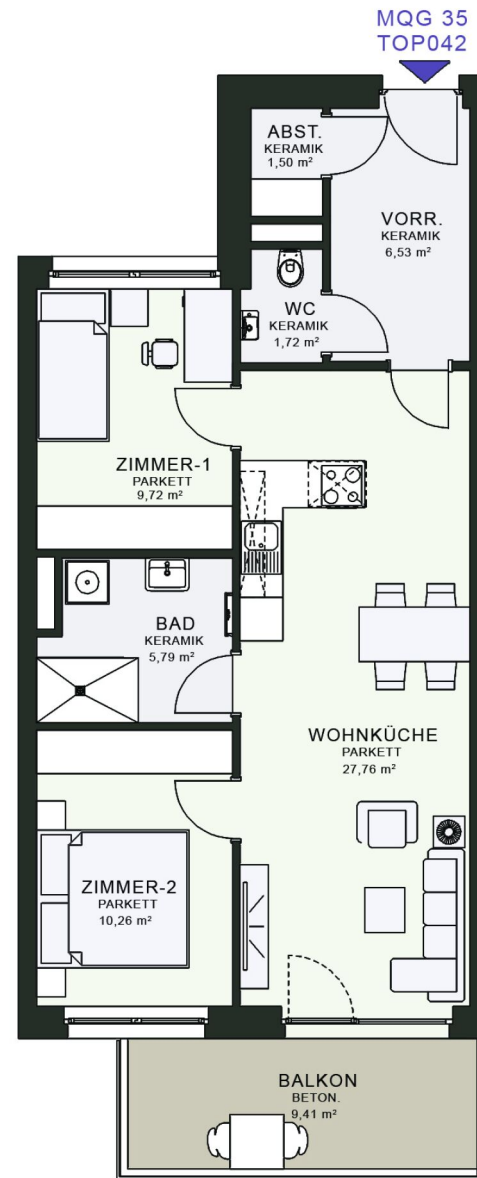 MQG 35
TOP042
ABST.
KERAMIK
1,50 m²
VORR.
KERAMIK
6,53 m²
WC
KERAMIK
1,72 m²
ZIMMER-1
PARKETT
9,72 m²
BAD
KERAMIK
5,79 m²
WOHNKÜCHE
PARKETT
27,76 m²
ZIMMER-2
PARKETT
10,26 m²
BALKON
BETON.
9,41 m²